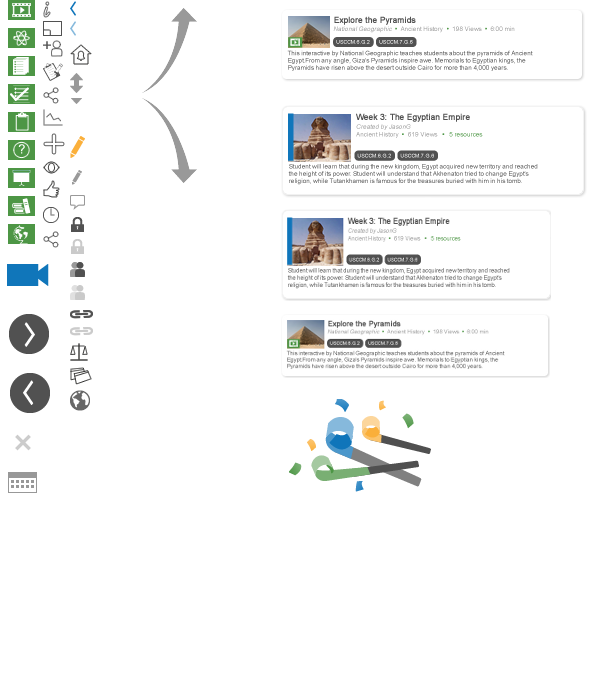 Explore the Pyramids
National Geographic • Ancient History • 198 Views • 8:00 min
USCCM 6.G.2 USCCM 7.G.6
This interactive by National Geographic teaches students about the pyramids of Ancient
Egypt.From any angle, Giza's Pyramids inspire awe. Memorials to Egyptian kings, the
Pyramids have risen above the desert outside Cairo for more than 4,000 years.
Week 3: The Egyptian Empire
Created by JasonG
Ancient History • 819 Views • 5 resources
USCCM 6.G.2 USCCM 7.G.6
Student will learn that during the new kingdom, Egypt acquired new territory and reached
the height of its power. Student will understand that Akhenaton tried to change Egypt's
religion, while Tutankhamen is famous for the treasures buried with him in his tomb.
Week 3: The Egyptian Empire
Created by JasonG
Ancient History • 819 Views • 5 resources
USCCM 6.G.2 USCCM 7.G.6
Student will learn that during the new kingdom, Egypt acquired new territory and reached
the height of its power. Student will understand that Akhenaton tried to change Egypt's
religion, while Tutankhamen is famous for the treasures buried with him in his tomb.
Explore the Pyramids
National Geographic • Ancient History • 198 Views • 8:00 min
USCCM 6.G.2 USCCM 7.G.6
This interactive by National Geographic teaches students about the pyramids of Ancient
Egypt.From any angle, Giza's Pyramids inspire awe. Memorials to Egyptian kings, the
Pyramids have risen above the desert outside Cairo for more than 4,000 years.